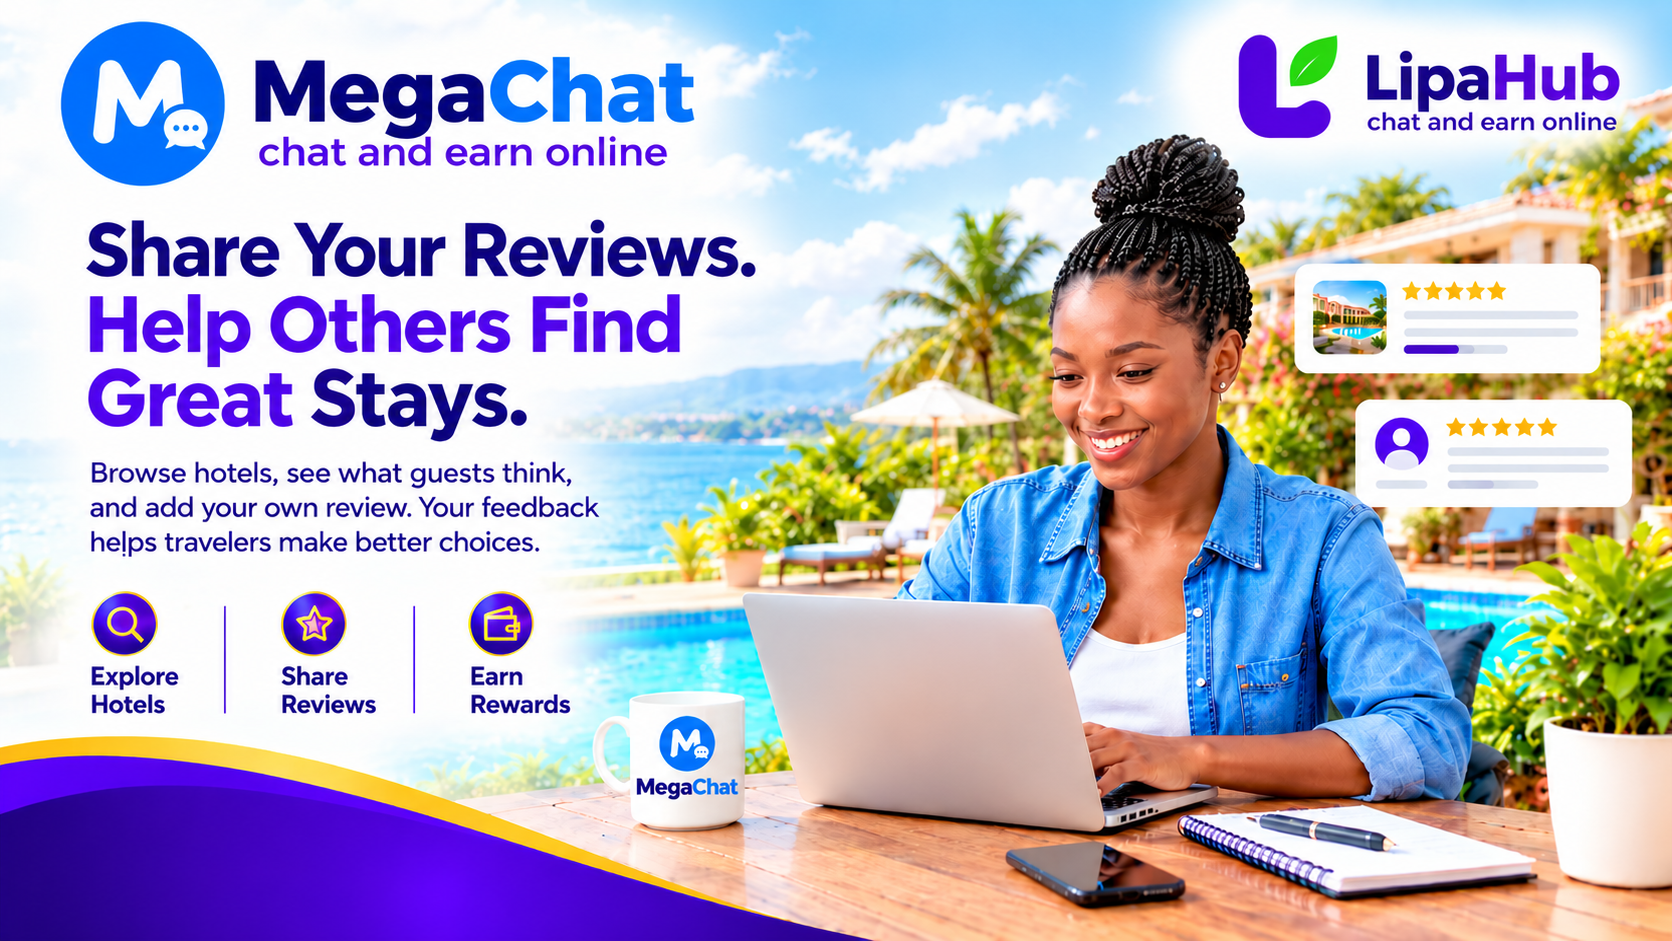 MegaChat
chat and earn online
LipaHub
chat and earn online
Share Your Reviews.
Help Others Find
Great Stays.
Browse hotels, see what guests think,
and add your own review. Your feedback
helps travelers make better choices.
Explore
Hotels
Share
Reviews
Earn
Rewards
MegaChat